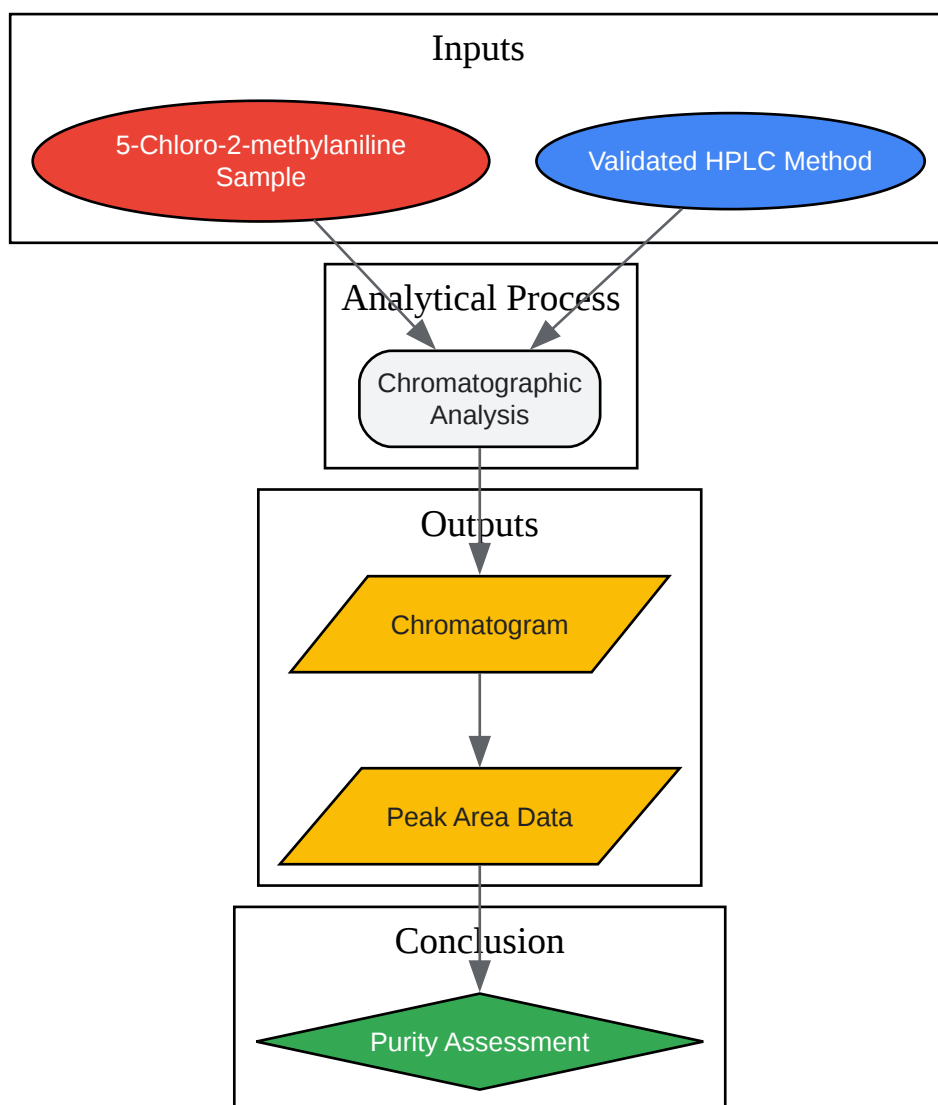 Inputs
5-Chloro-2-methylaniline
Sample
Validated HPLC Method
Analytical Process
Chromatographic
Analysis
Outputs
Chromatogram
Peak Area Data
Conclusion
Purity Assessment